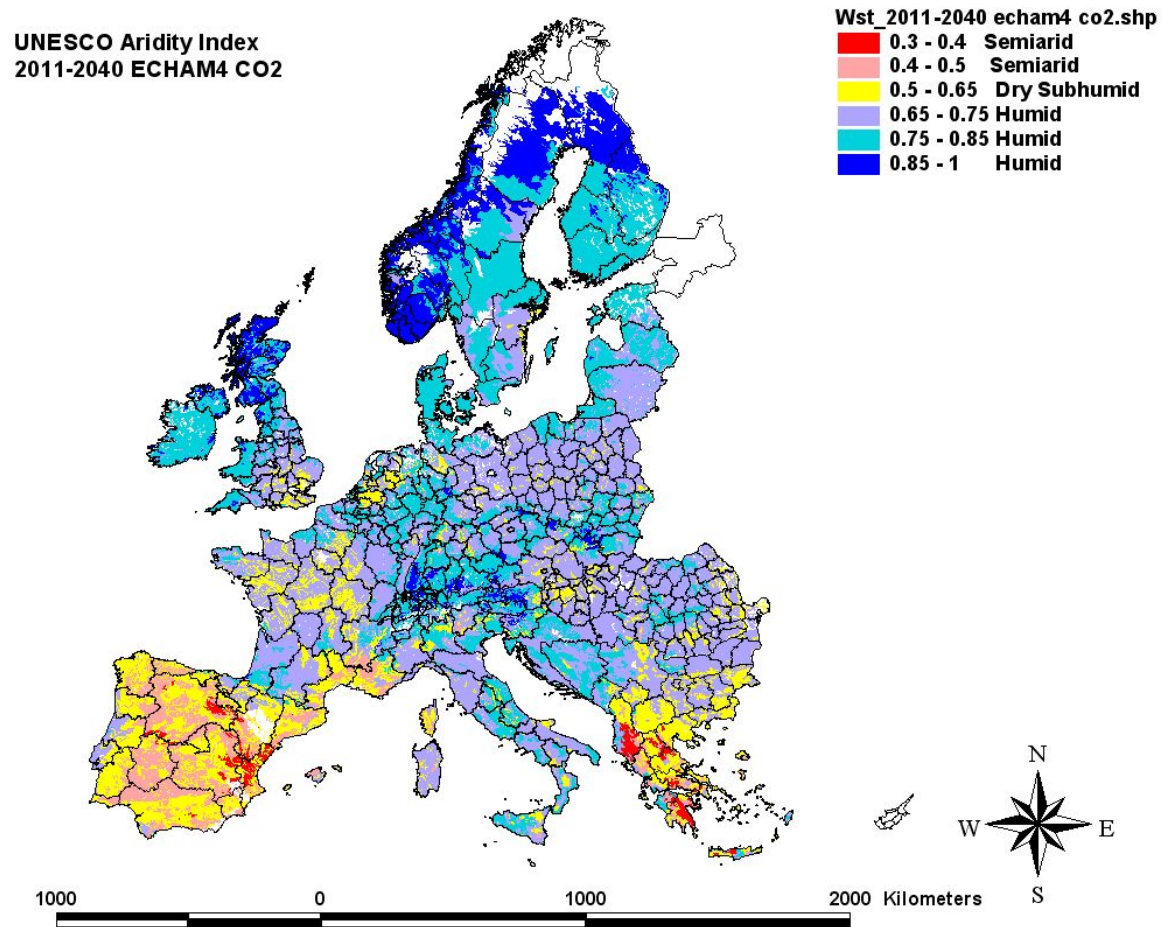 UNESCO Aridity Index
2011-2040 ECHAM4 CO2
Wst_2011-2040 echam4 co2.shp
0.3 - 0.4 Semiarid
0.4 - 0.5 Semiarid
0.5 - 0.65 Dry Subhumid
0.65 - 0.75 Humid
0.75 - 0.85 Humid
0.85 - 1 Humid
N
W E
S
1000 0 1000 2000 Kilometers